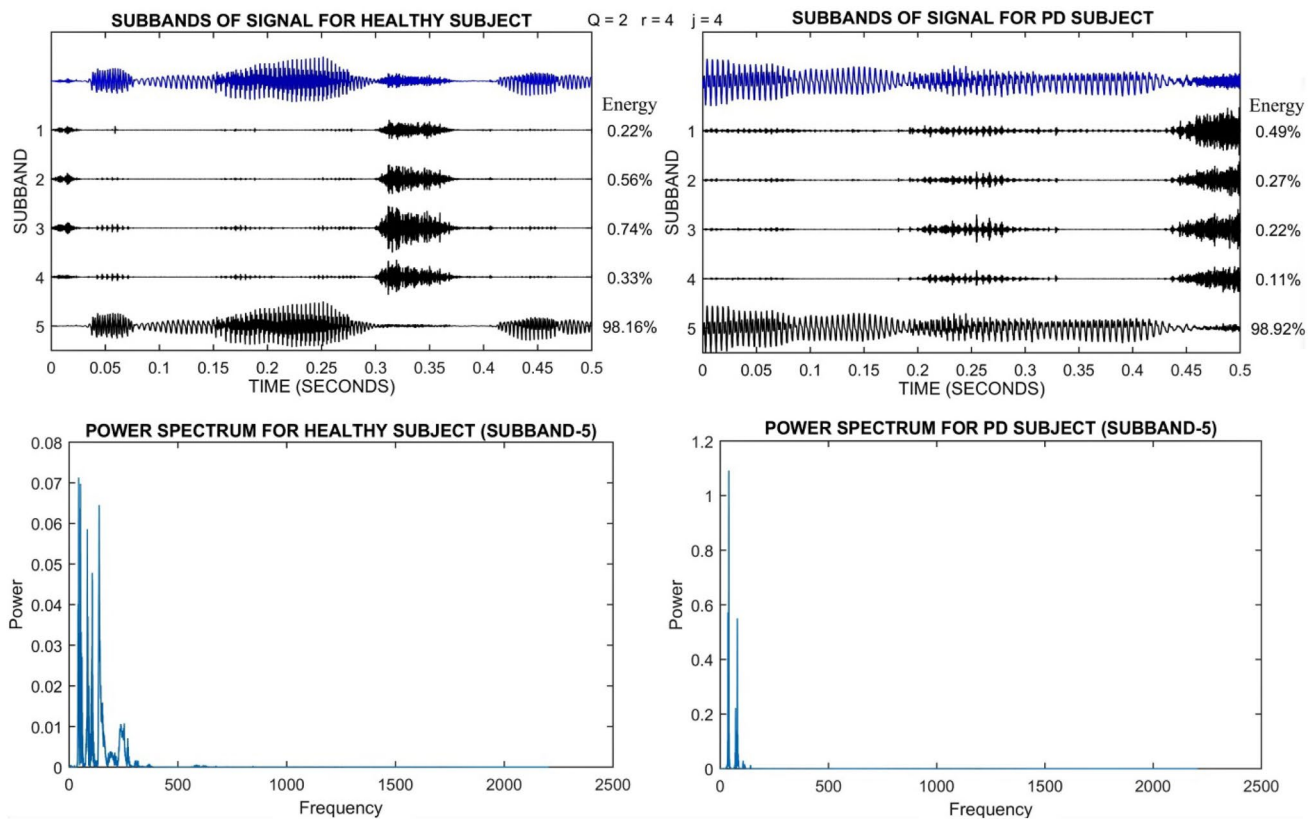 SUBBANDS OF SIGNAL FOR HEALTHY SUBJECT
Q = 2 r = 4 j = 4
SUBBANDS OF SIGNAL FOR PD SUBJECT
SUBBAND
1
2
3
4
5
Energy
0.22%
0.56%
0.74%
0.33%
98.16%
0 0.05 0.1 0.15 0.2 0.25 0.3 0.35 0.4 0.45 0.5
TIME (SECONDS)
SUBBAND
1
2
3
4
5
Energy
0.49%
0.27%
0.22%
0.11%
98.92%
0 0.05 0.1 0.15 0.2 0.25 0.3 0.35 0.4 0.45 0.5
TIME (SECONDS)
POWER SPECTRUM FOR HEALTHY SUBJECT (SUBBAND-5)
Power
0.08
0.07
0.06
0.05
0.04
0.03
0.02
0.01
0
0 500 1000 1500 2000 2500
Frequency
POWER SPECTRUM FOR PD SUBJECT (SUBBAND-5)
Power
1.2
1
0.8
0.6
0.4
0.2
0
0 500 1000 1500 2000 2500
Frequency